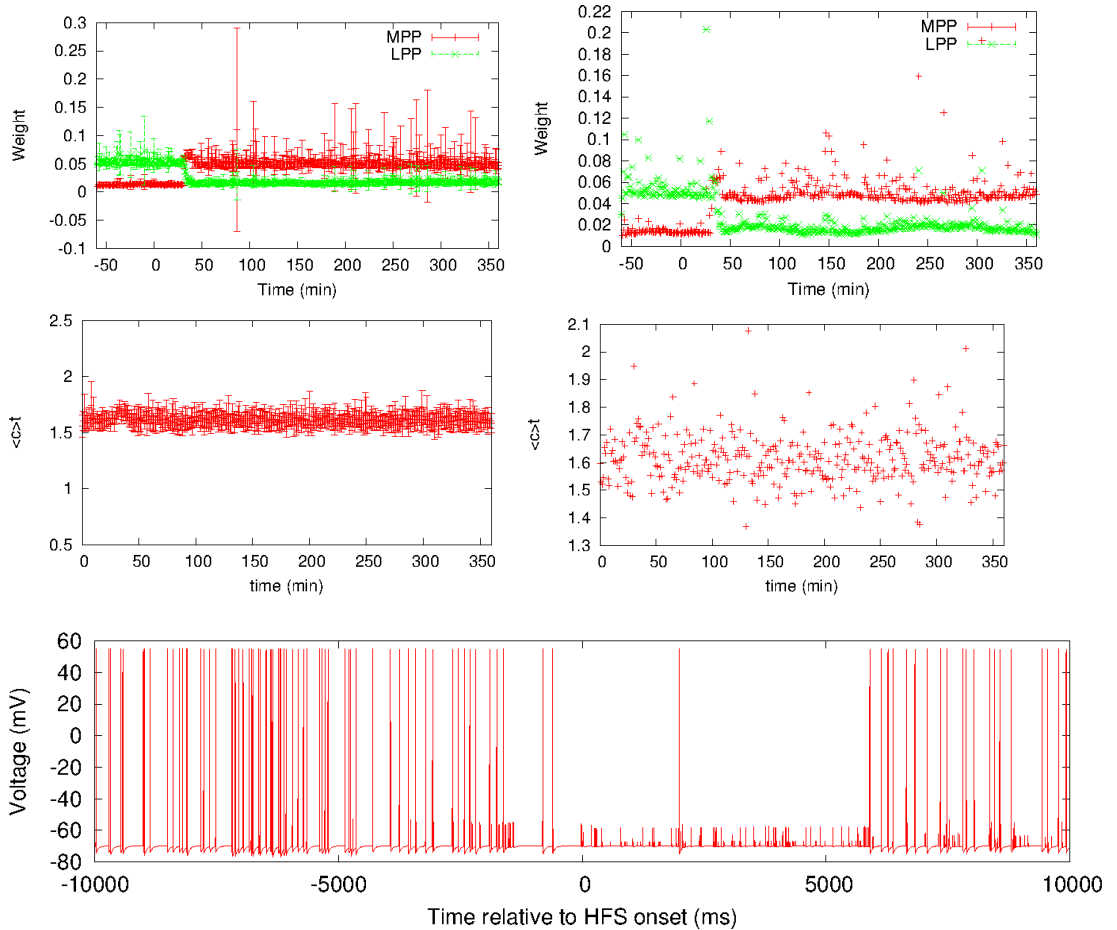 0.3
0.25
0.2
0.15
0.1
0.05
0
-0.05
-0.1
Weight
MPP
LPP
-50 0 50 100 150 200 250 300 350
Time (min)
0.22
0.2
0.18
0.16
0.14
0.12
0.1
0.08
0.06
0.04
0.02
0
Weight
MPP
LPP
-50 0 50 100 150 200 250 300 350
Time (min)
2.5
2
1.5
1
0.5
<c>t
0 50 100 150 200 250 300 350
time (min)
2.1
2
1.9
1.8
1.7
1.6
1.5
1.4
1.3
<c>t
0 50 100 150 200 250 300 350
time (min)
60
40
20
0
-20
-40
-60
-80
Voltage (mV)
-10000 -5000 0 5000 10000
Time relative to HFS onset (ms)